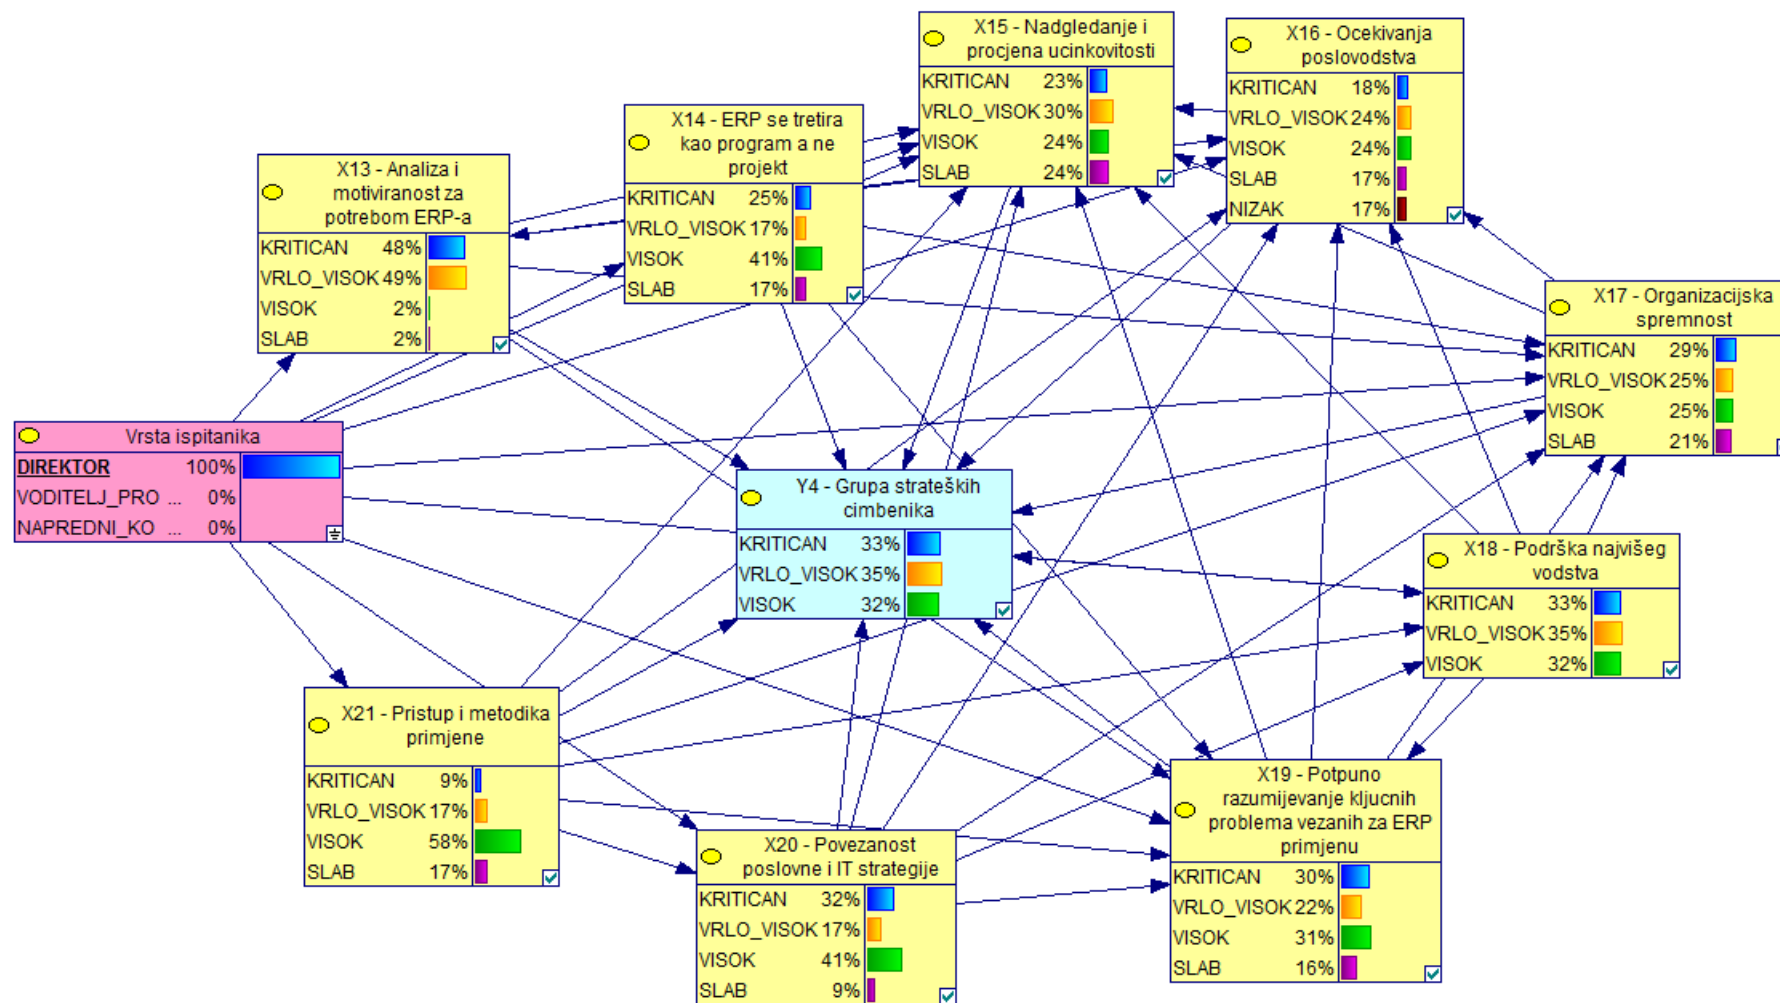 X15 - Nadgledanje i
procjena ucinkovitosti
KRITICAN 23%
VRLO_VISOK 30%
VISOK 24%
SLAB 24%
X16 - Ocekivanja
poslovodstva
KRITICAN 18%
VRLO_VISOK 24%
VISOK 24%
SLAB 17%
NIZAK 17%
X14 - ERP se tretira
kao program a ne
projekt
KRITICAN 25%
VRLO_VISOK 17%
VISOK 41%
SLAB 17%
X13 - Analiza i
motiviranost za
potrebom ERP-a
KRITICAN 48%
VRLO_VISOK 49%
VISOK 2%
SLAB 2%
X17 - Organizacijska
spremnost
KRITICAN 29%
VRLO_VISOK 25%
VISOK 25%
SLAB 21%
Vrsta ispitanika
DIREKTOR 100%
VODITELJ_PRO ... 0%
NAPREDNI_KO ... 0%
Y4 - Grupa strateških
cimbenika
KRITICAN 33%
VRLO_VISOK 35%
VISOK 32%
X18 - Podrška najvišeg
vodstva
KRITICAN 33%
VRLO_VISOK 35%
VISOK 32%
X21 - Pristup i metodika
primjene
KRITICAN 9%
VRLO_VISOK 17%
VISOK 58%
SLAB 17%
X20 - Povezanost
poslovne i IT strategije
KRITICAN 32%
VRLO_VISOK 17%
VISOK 41%
SLAB 9%
X19 - Potpuno
razumijevanje kljucnih
problema vezanih za ERP
primjenu
KRITICAN 30%
VRLO_VISOK 22%
VISOK 31%
SLAB 16%